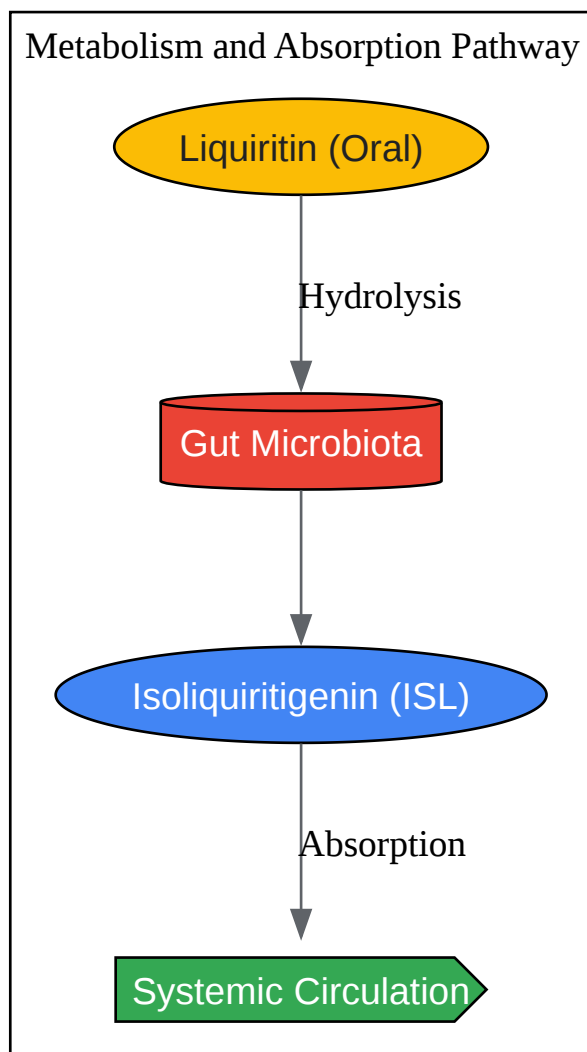 Metabolism and Absorption Pathway
Liquiritin (Oral)
Hydrolysis
Gut Microbiota
Isoliquiritigenin (ISL)
Absorption
Systemic Circulation